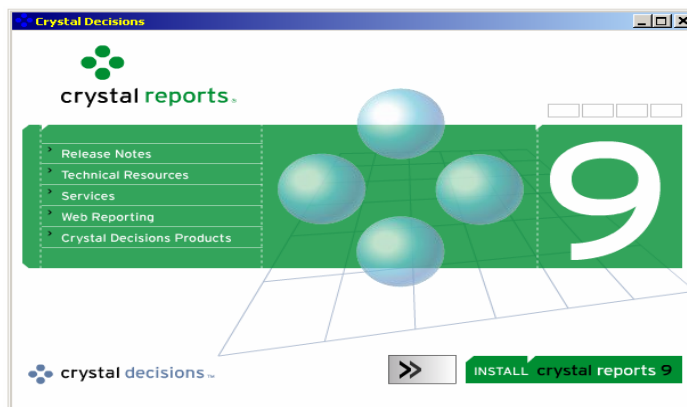 Crystal Decisions
crystal reports®
Release Notes
Technical Resources
Services
Web Reporting
Crystal Decisions Products
9
crystal decisions™
INSTALL crystal reports 9